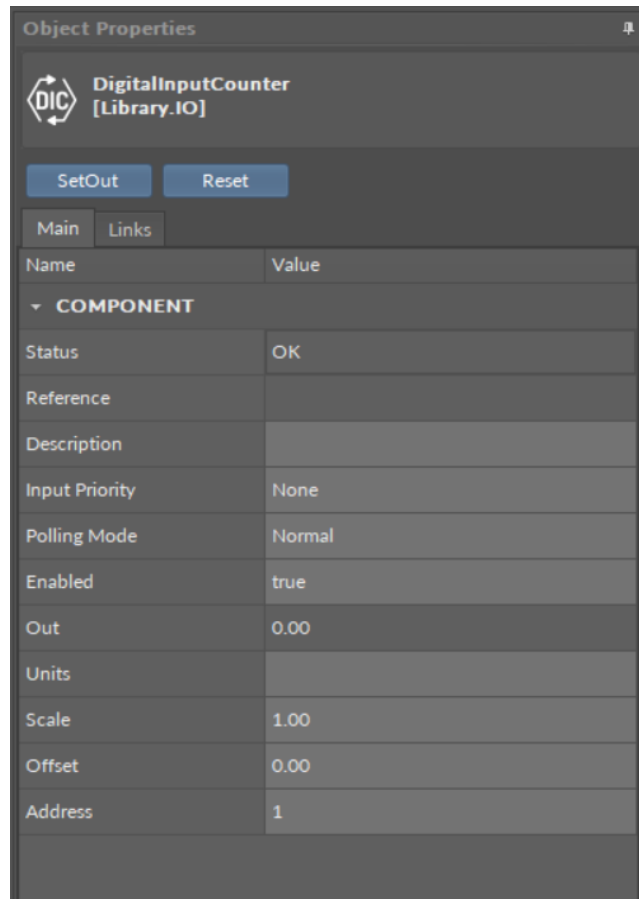 Object Properties
DIC
DigitalInputCounter
[Library.IO]
SetOut Reset
Main Links
Name Value
COMPONENT
Status OK
Reference
Description
Input Priority None
Polling Mode Normal
Enabled true
Out 0.00
Units
Scale 1.00
Offset 0.00
Address 1